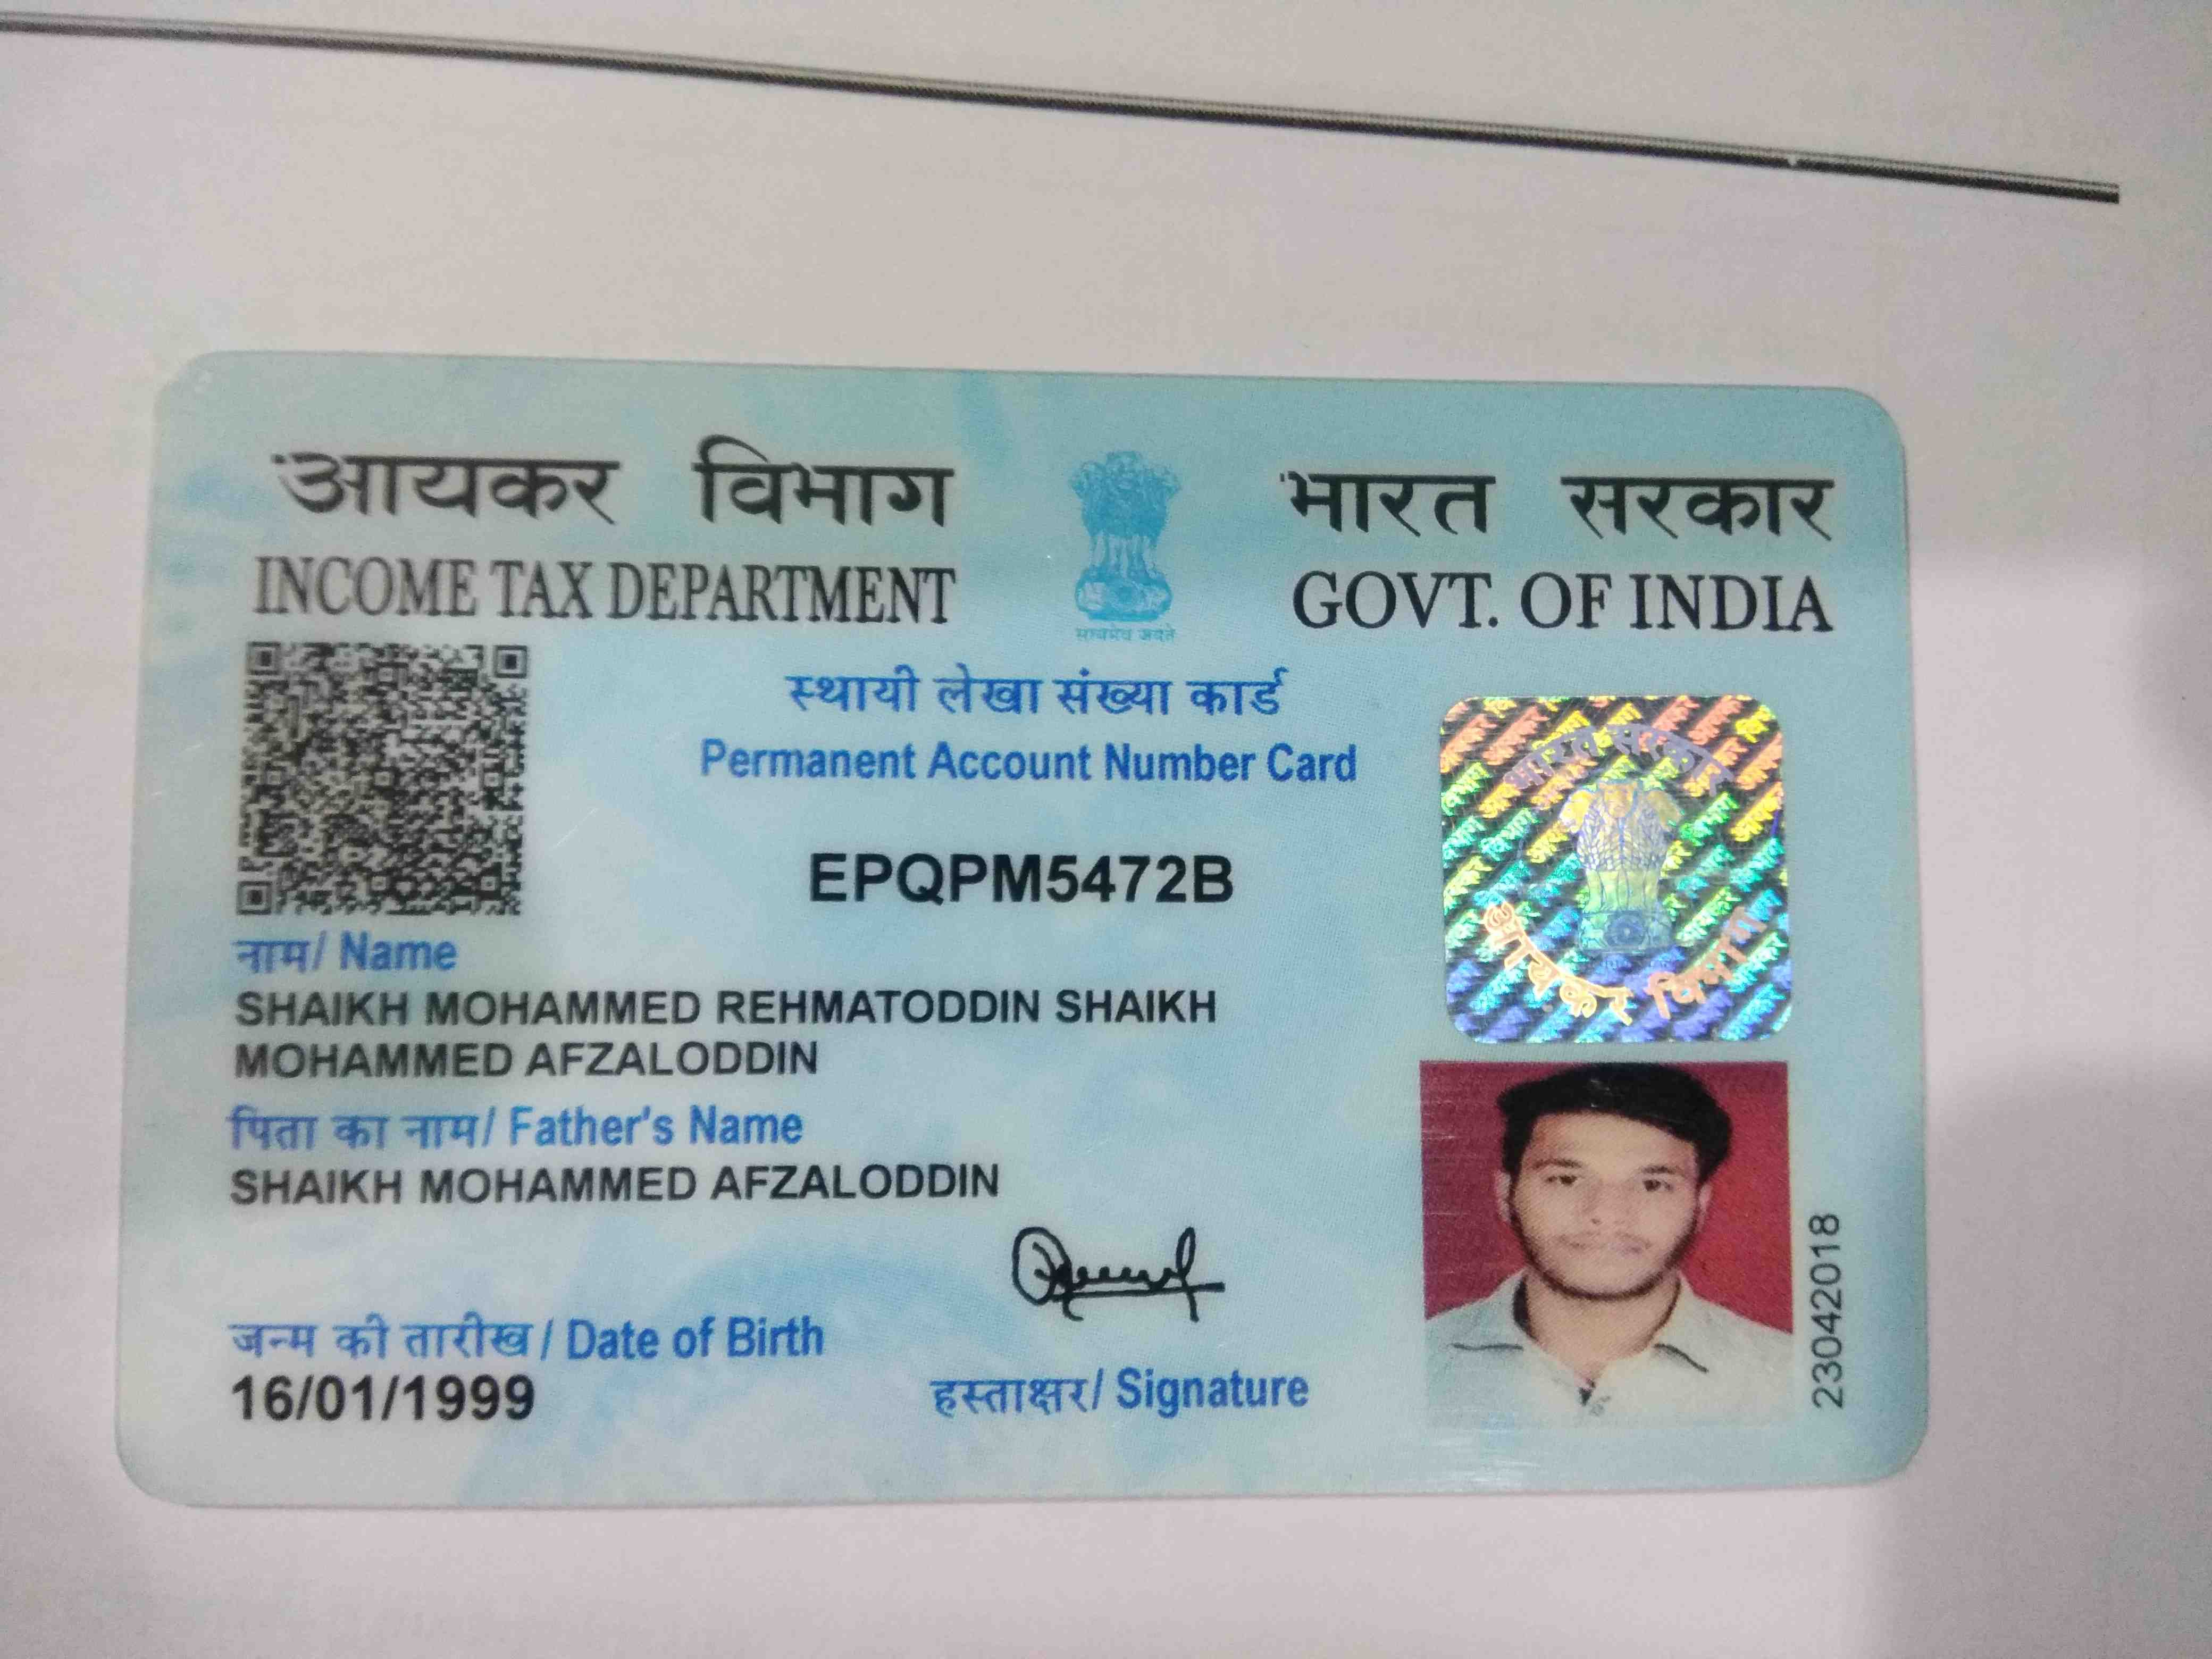 आयकर विभाग
INCOME TAX DEPARTMENT
भारत सरकार
GOVT. OF INDIA
सत्यमेव जयते
स्थायी लेखा संख्या कार्ड
Permanent Account Number Card
EPQPM5472B
भारत सरकार
आयकर विभाग
नाम/ Name
SHAIKH MOHAMMED REHMATODDIN SHAIKH
MOHAMMED AFZALODDIN
पिता का नाम/ Father's Name
SHAIKH MOHAMMED AFZALODDIN
जन्म की तारीख / Date of Birth
16/01/1999
हस्ताक्षर/ Signature
23042018